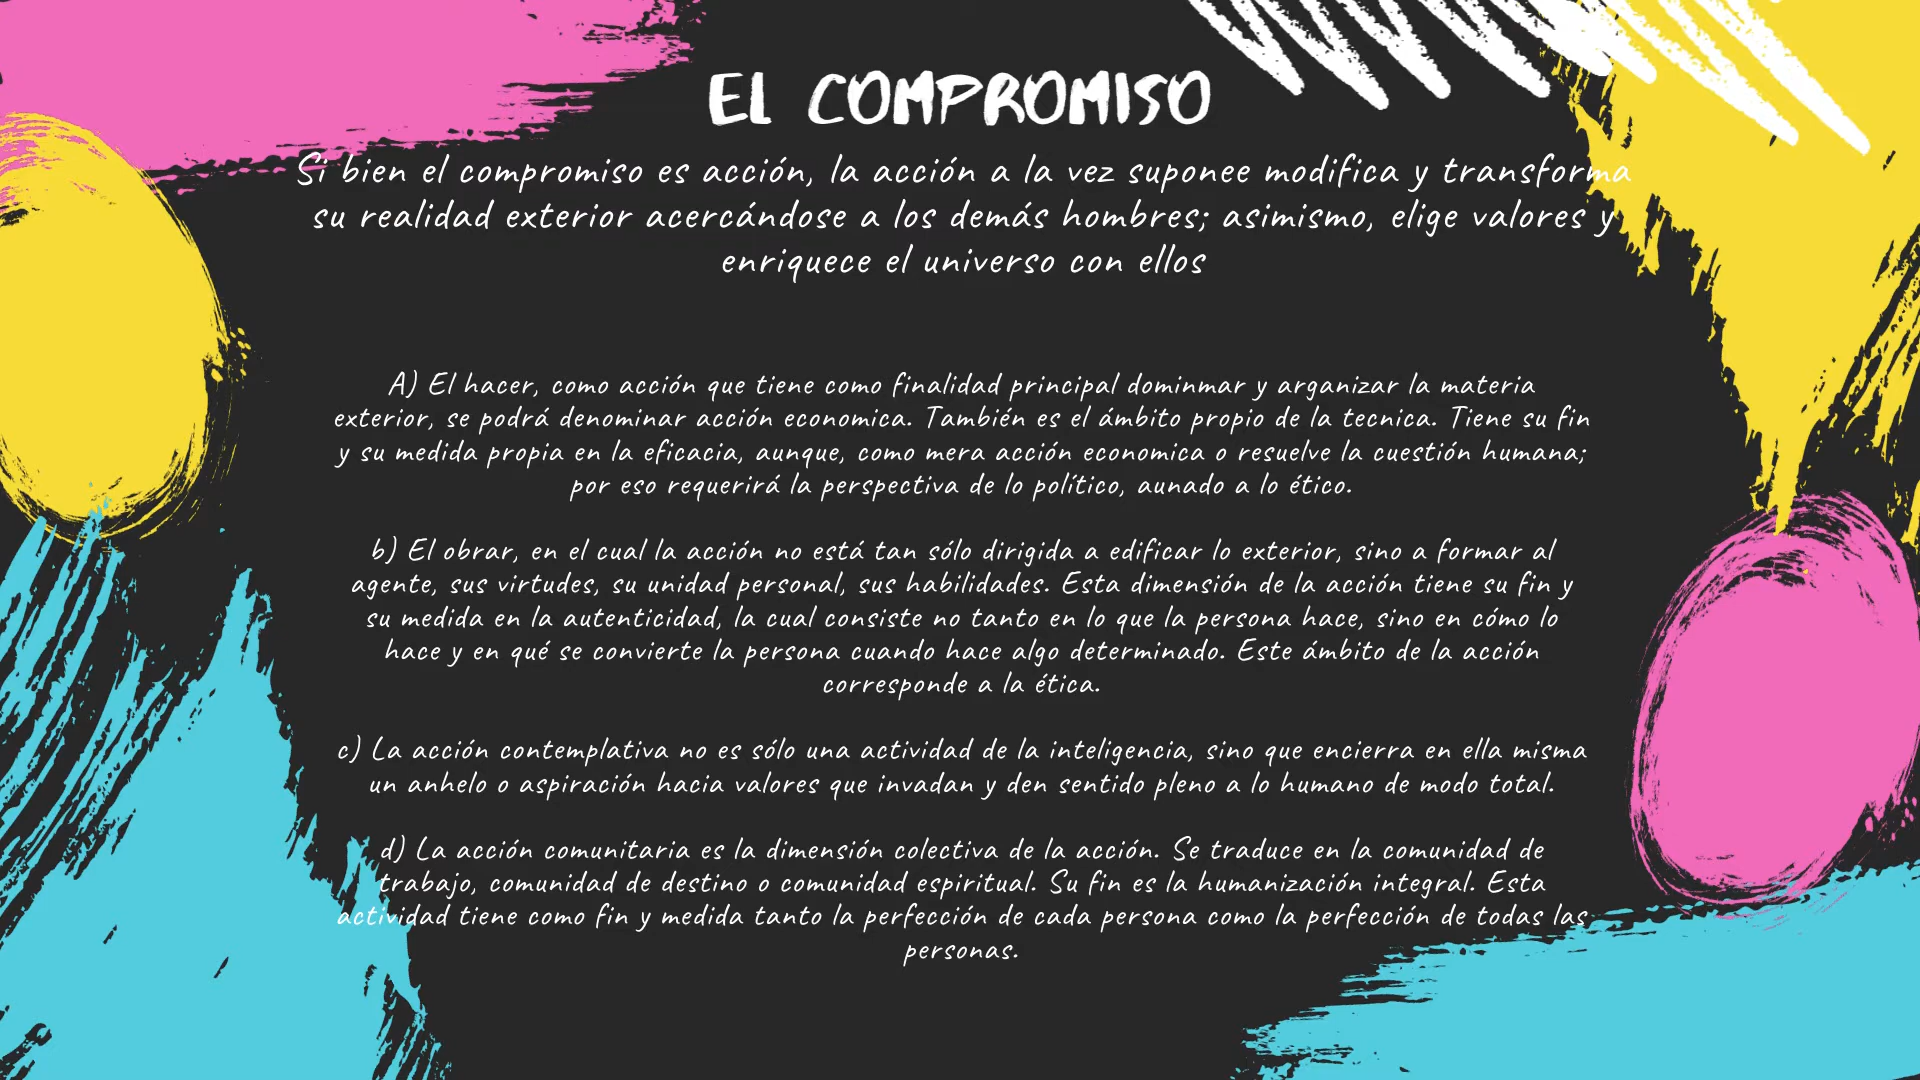 EL COMPROMISO
Si bien el compromiso es acción, la acción a la vez suponee modifica y transforma
su realidad exterior acercándose a los demás hombres; asimismo, elige valores y
enriquece el universo con ellos
A) El hacer, como acción que tiene como finalidad principal dominmar y arganizar la materia
exterior, se podrá denominar acción economica. También es el ámbito propio de la tecnica. Tiene su fin
y su medida propia en la eficacia, aunque, como mera acción economica o resuelve la cuestión humana;
por eso requerirá la perspectiva de lo político, aunado a lo ético.
b) El obrar, en el cual la acción no está tan sólo dirigida a edificar lo exterior, sino a formar al
agente, sus virtudes, su unidad personal, sus habilidades. Esta dimensión de la acción tiene su fin y
su medida en la autenticidad, la cual consiste no tanto en lo que la persona hace, sino en cómo lo
hace y en qué se convierte la persona cuando hace algo determinado. Este ámbito de la acción
corresponde a la ética.
c) La acción contemplativa no es sólo una actividad de la inteligencia, sino que encierra en ella misma
un anhelo o aspiración hacia valores que invadan y den sentido pleno a lo humano de modo total.
d) La acción comunitaria es la dimensión colectiva de la acción. Se traduce en la comunidad de
trabajo, comunidad de destino o comunidad espiritual. Su fin es la humanización integral. Esta
actividad tiene como fin y medida tanto la perfección de cada persona como la perfección de todas las
personas.